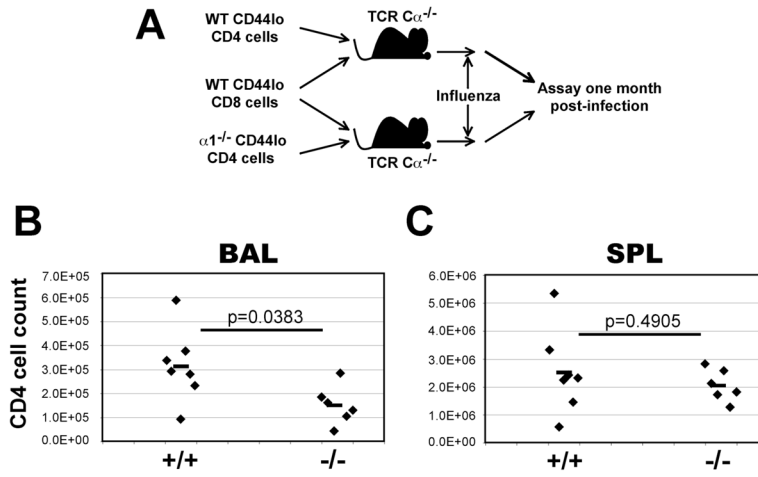 A
TCR Cα-/-
WT CD44lo
CD4 cells
WT CD44lo
CD8 cells
α1-/- CD44lo
CD4 cells
Influenza
TCR Cα-/-
Assay one month
post-infection
B
BAL
CD4 cell count
7.0E+05
6.0E+05
5.0E+05
4.0E+05
3.0E+05
2.0E+05
1.0E+05
0.0E+00
p=0.0383
+/+
-/-
C
SPL
6.0E+06
5.0E+06
4.0E+06
3.0E+06
2.0E+06
1.0E+06
0.0E+00
p=0.4905
+/+
-/-